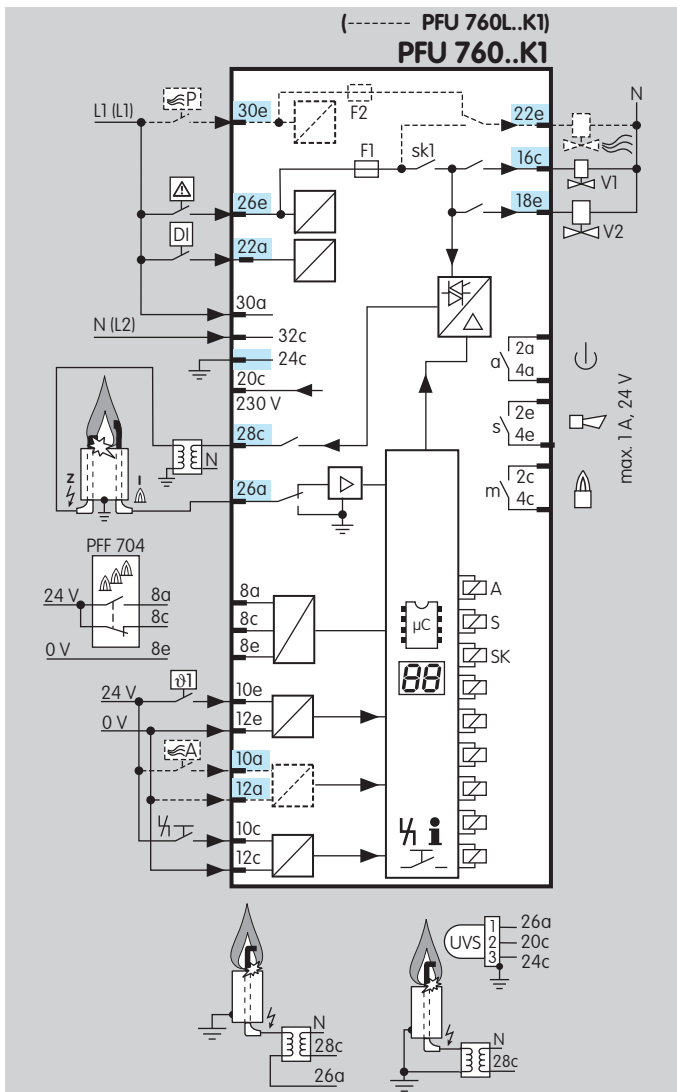 (-------- PFU 760L..K1)
PFU 760..K1
L1 (L1)
P
30e
F2
22e
N
F1
sk1
16c
V1
26e
18e
DI
22a
V2
30a
N (L2)
32c
24c
20c
230 V
28c
N
26a
z
I
a
2a
4a
s
2e
4e
m
2c
4c
max. 1 A, 24 V
PFF 704
24 V
8a
8c
0 V
8e
8a
8c
8e
µC
88
A
S
SK
24 V
ϑ1
10e
0 V
12e
A
10a
12a
10c
12c
i
N
28c
26a
UVS
1
2
3
26a
20c
24c
N
28c